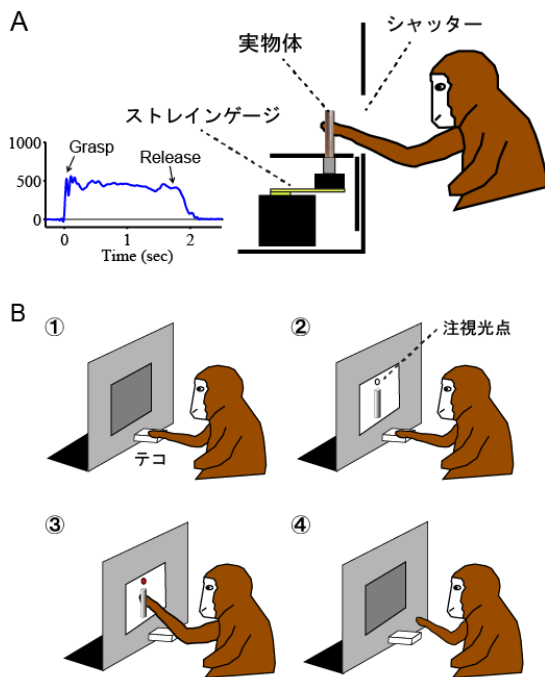 A
シャッター
実物体
ストレインゲージ
1000
Grasp
Release
500
0
0
1
2
Time (sec)
B
①
②
注視光点
テコ
③
④